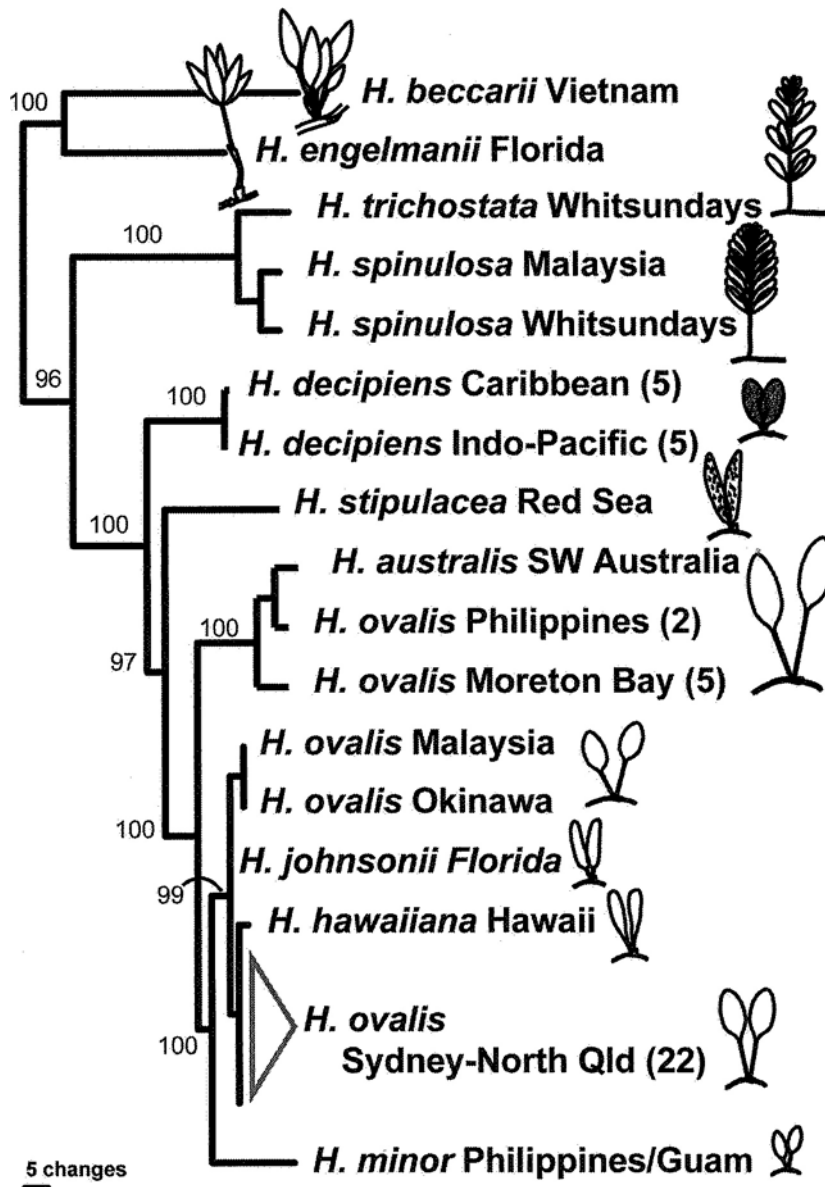 100
H. beccarii Vietnam
H. engelmanii Florida
H. trichostata Whitsundays
100
H. spinulosa Malaysia
H. spinulosa Whitsundays
96
100
H. decipiens Caribbean (5)
H. decipiens Indo-Pacific (5)
H. stipulacea Red Sea
100
H. australis SW Australia
100
H. ovalis Philippines (2)
97
H. ovalis Moreton Bay (5)
H. ovalis Malaysia
H. ovalis Okinawa
100
H. johnsonii Florida
99
H. hawaiiana Hawaii
H. ovalis
Sydney-North Qld (22)
100
H. minor Philippines/Guam
5 changes